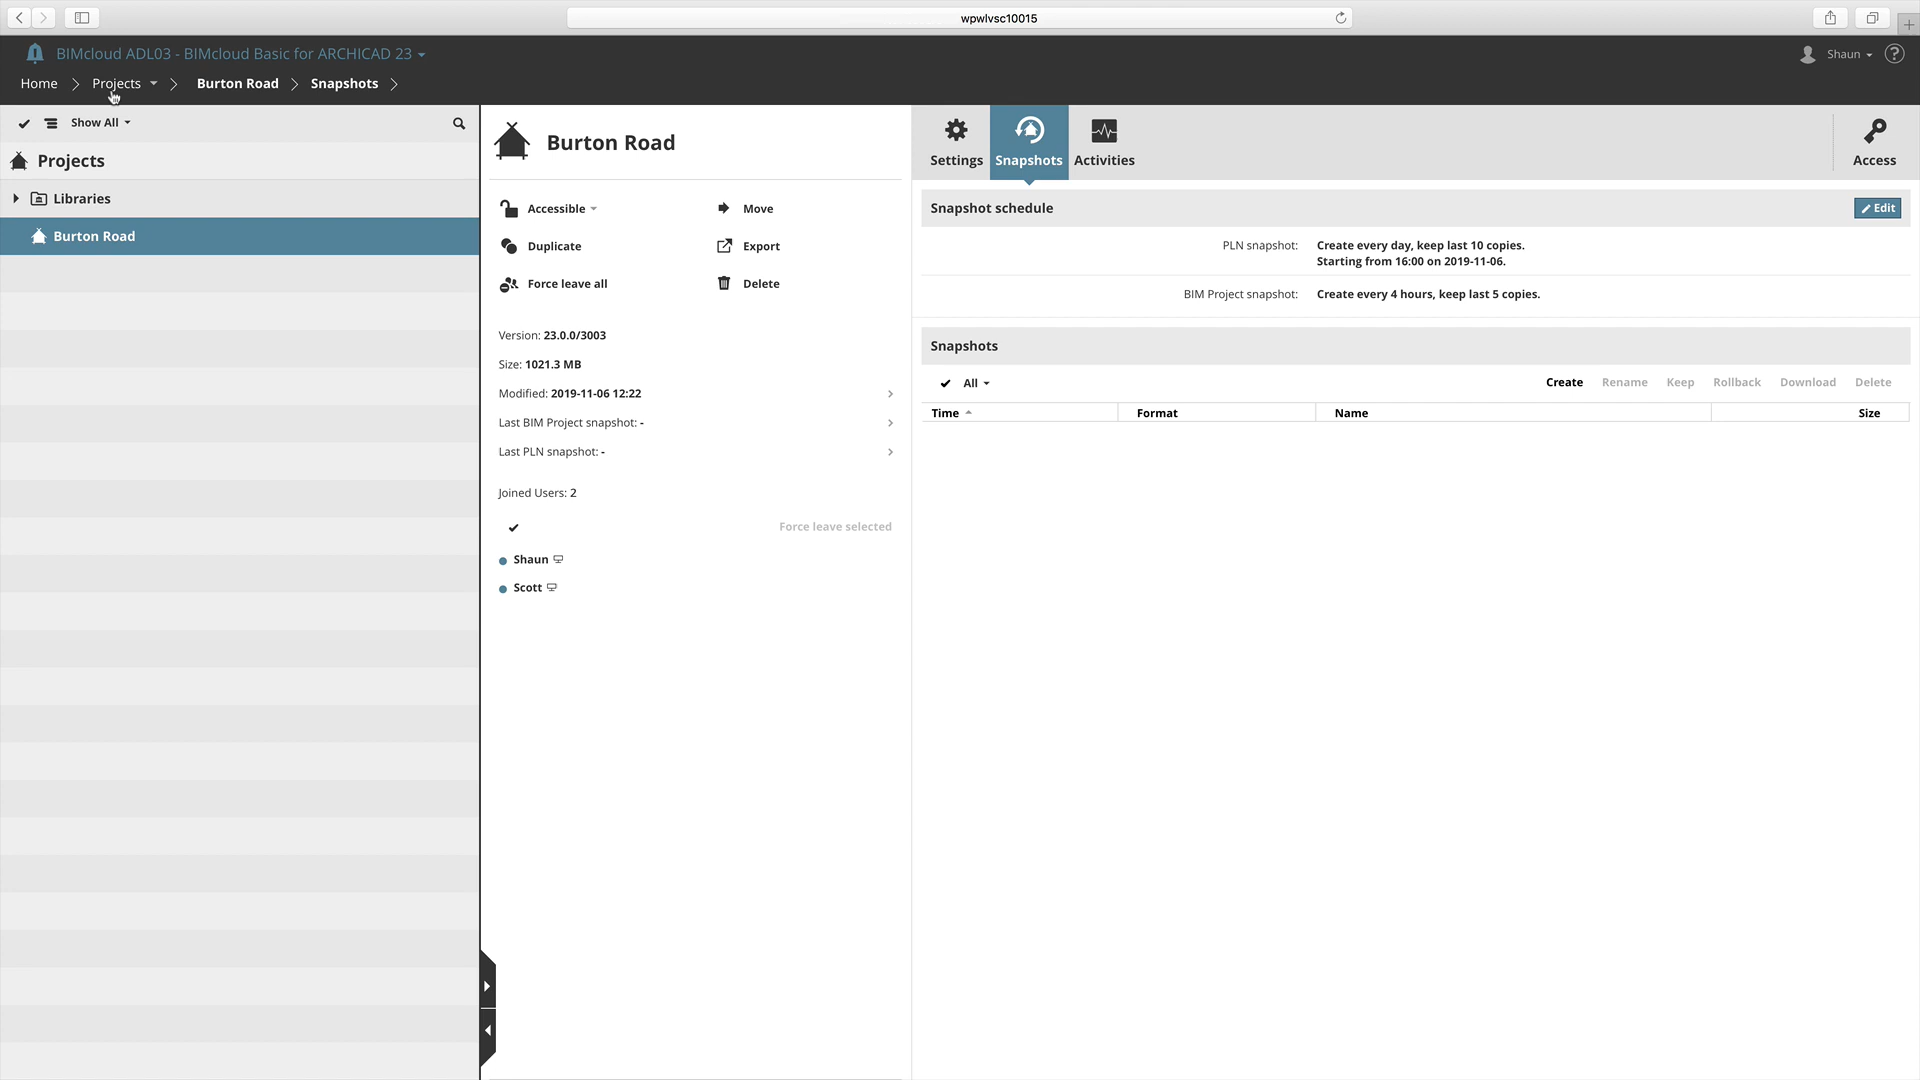 wpwlvsc10015
BIMcloud ADL03 - BIMcloud Basic for ARCHICAD 23
Shaun
?
Home
Projects
Burton Road
Snapshots
Show All
Projects
Libraries
Burton Road
Burton Road
Accessible
Move
Duplicate
Export
Force leave all
Delete
Version: 23.0.0/3003
Size: 1021.3 MB
Modified: 2019-11-06 12:22
Last BIM Project snapshot: -
Last PLN snapshot: -
Joined Users: 2
Force leave selected
Shaun
Scott
Settings
Snapshots
Activities
Access
Snapshot schedule
Edit
PLN snapshot: Create every day, keep last 10 copies.
Starting from 16:00 on 2019-11-06.
BIM Project snapshot: Create every 4 hours, keep last 5 copies.
Snapshots
All
Create Rename Keep Rollback Download Delete
Time Format Name Size